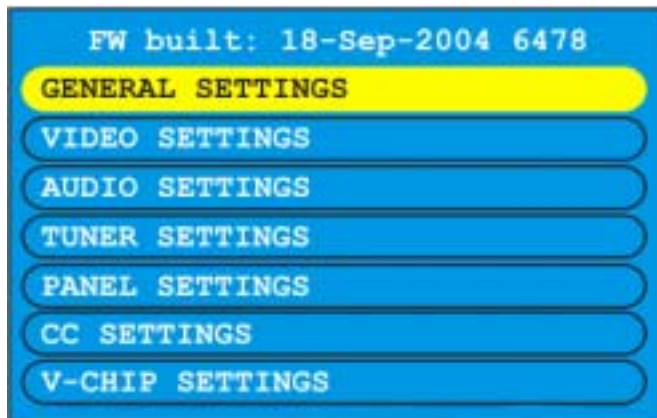 FW built: 18-Sep-2004 6478
GENERAL SETTINGS
VIDEO SETTINGS
AUDIO SETTINGS
TUNER SETTINGS
PANEL SETTINGS
CC SETTINGS
V-CHIP SETTINGS